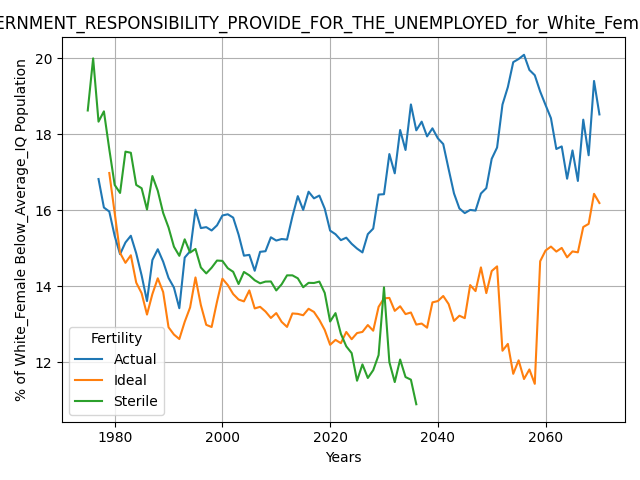 ERNMENT_RESPONSIBILITY_PROVIDE_FOR_THE_UNEMPLOYED_for_White_Fem
% of White_Female Below_Average_IQ Population
20
18
16
14
12
Fertility
Actual
Ideal
Sterile
1980 2000 2020 2040 2060
Years